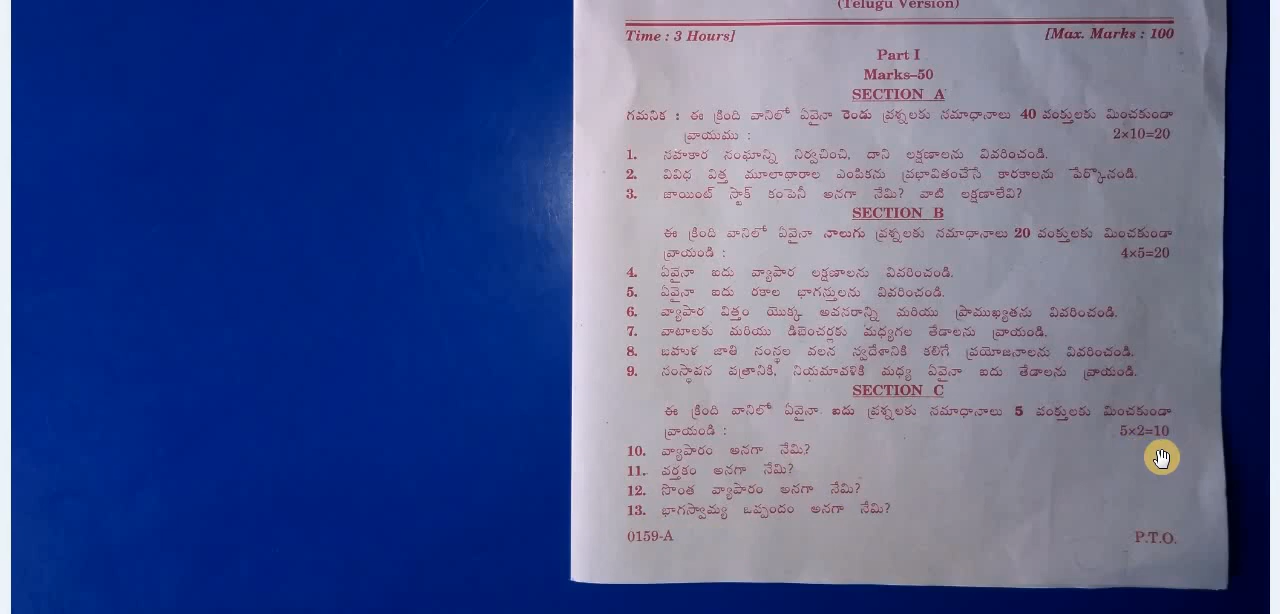 (Telugu Version)
Time : 3 Hours] [Max. Marks : 100
Part I
Marks–50
SECTION A
గమనిక : ఈ క్రింది వానిలో ఏవైనా రెండు ప్రశ్నలకు సమాధానాలు 40 పంక్తులకు మించకుండా
వ్రాయుము : 2×10=20
1. సహకార సంఘాన్ని నిర్వచించి, దాని లక్షణాలను వివరించండి.
2. వివిధ విత్త మూలాధారాల ఎంపికను ప్రభావితంచేసే కారకాలను పేర్కొనండి.
3. జాయింట్ స్టాక్ కంపెనీ అనగా నేమి? వాటి లక్షణాలేవి?
SECTION B
ఈ క్రింది వానిలో ఏవైనా నాలుగు ప్రశ్నలకు సమాధానాలు 20 పంక్తులకు మించకుండా
వ్రాయండి : 4×5=20
4. ఏవైనా ఐదు వ్యాపార లక్షణాలను వివరించండి.
5. ఏవైనా ఐదు రకాల భాగస్తులను వివరించండి.
6. వ్యాపార విత్తం యొక్క అవసరాన్ని మరియు ప్రాముఖ్యతను వివరించండి.
7. వాటాలకు మరియు డిబెంచర్లకు మధ్యగల తేడాలను వ్రాయండి.
8. బహుళ జాతి సంస్థల వలన స్వదేశానికి కలిగే ప్రయోజనాలను వివరించండి.
9. సంస్థాపన పత్రానికి, నియమావళికి మధ్య ఏవైనా ఐదు తేడాలను వ్రాయండి.
SECTION C
ఈ క్రింది వానిలో ఏవైనా ఐదు ప్రశ్నలకు సమాధానాలు 5 పంక్తులకు మించకుండా
వ్రాయండి : 5×2=10
10. వ్యాపారం అనగా నేమి?
11. వర్తకం అనగా నేమి?
12. సొంత వ్యాపారం అనగా నేమి?
13. భాగస్వామ్య ఒప్పందం అనగా నేమి?
0159-A P.T.O.